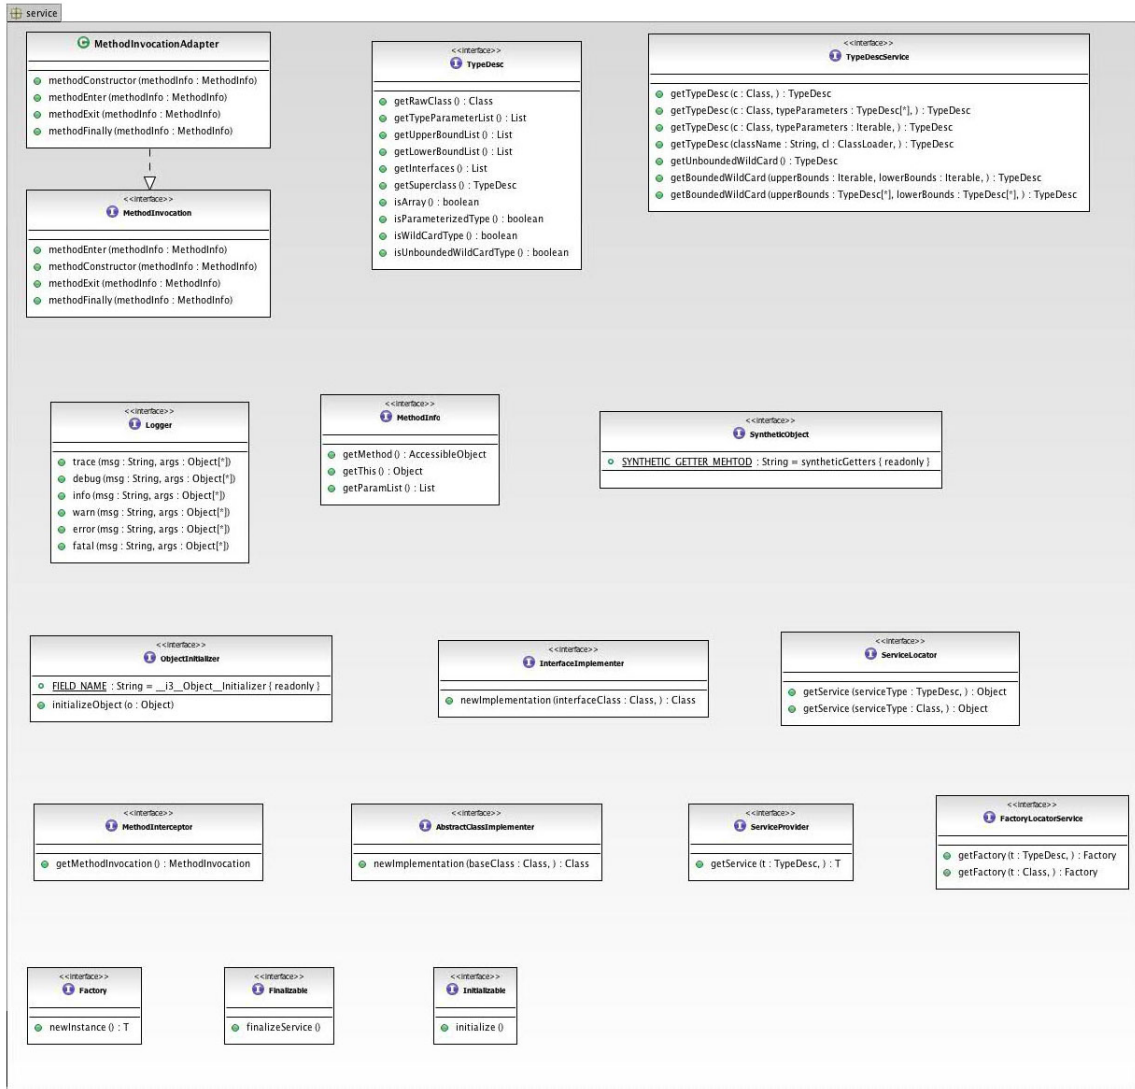 service
MethodInvocationAdapter
methodConstructor (methodInfo : MethodInfo)
methodEnter (methodInfo : MethodInfo)
methodExit (methodInfo : MethodInfo)
methodFinally (methodInfo : MethodInfo)
<<interface>>
MethodInvocation
methodEnter (methodInfo : MethodInfo)
methodConstructor (methodInfo : MethodInfo)
methodExit (methodInfo : MethodInfo)
methodFinally (methodInfo : MethodInfo)
<<interface>>
TypeDesc
getRawClass () : Class
getTypeParameterList () : List
getUpperBoundList () : List
getLowerBoundList () : List
getInterfaces () : List
getSuperclass () : TypeDesc
isArray () : boolean
isParameterizedType () : boolean
isWildCardType () : boolean
isUnboundedWildCardType () : boolean
<<interface>>
TypeDescService
getTypeDesc (c : Class, ) : TypeDesc
getTypeDesc (c : Class, typeParameters : TypeDesc[*], ) : TypeDesc
getTypeDesc (c : Class, typeParameters : Iterable, ) : TypeDesc
getTypeDesc (className : String, cl : ClassLoader, ) : TypeDesc
getUnboundedWildCard () : TypeDesc
getBoundedWildCard (upperBounds : Iterable, lowerBounds : Iterable, ) : TypeDesc
getBoundedWildCard (upperBounds : TypeDesc[*], lowerBounds : TypeDesc[*], ) : TypeDesc
<<interface>>
Logger
trace (msg : String, args : Object[*])
debug (msg : String, args : Object[*])
info (msg : String, args : Object[*])
warn (msg : String, args : Object[*])
error (msg : String, args : Object[*])
fatal (msg : String, args : Object[*])
<<interface>>
MethodInfo
getMethod () : AccessibleObject
getThis () : Object
getParamList () : List
<<interface>>
SyntheticObject
SYNTHETIC_GETTER_MEHTOD : String = syntheticGetters { readonly }
<<interface>>
ObjectInitializer
FIELD_NAME : String = __i3__Object__Initializer { readonly }
initializeObject (o : Object)
<<interface>>
InterfaceImplementer
newImplementation (interfaceClass : Class, ) : Class
<<interface>>
ServiceLocator
getService (serviceType : TypeDesc, ) : Object
getService (serviceType : Class, ) : Object
<<interface>>
MethodInterceptor
getMethodInvocation () : MethodInvocation
<<interface>>
AbstractClassImplementer
newImplementation (baseClass : Class, ) : Class
<<interface>>
ServiceProvider
getService (t : TypeDesc, ) : T
<<interface>>
FactoryLocatorService
getFactory (t : TypeDesc, ) : Factory
getFactory (t : Class, ) : Factory
<<interface>>
Factory
newInstance () : T
<<interface>>
Finalizable
finalizeService ()
<<interface>>
Initializable
initialize ()